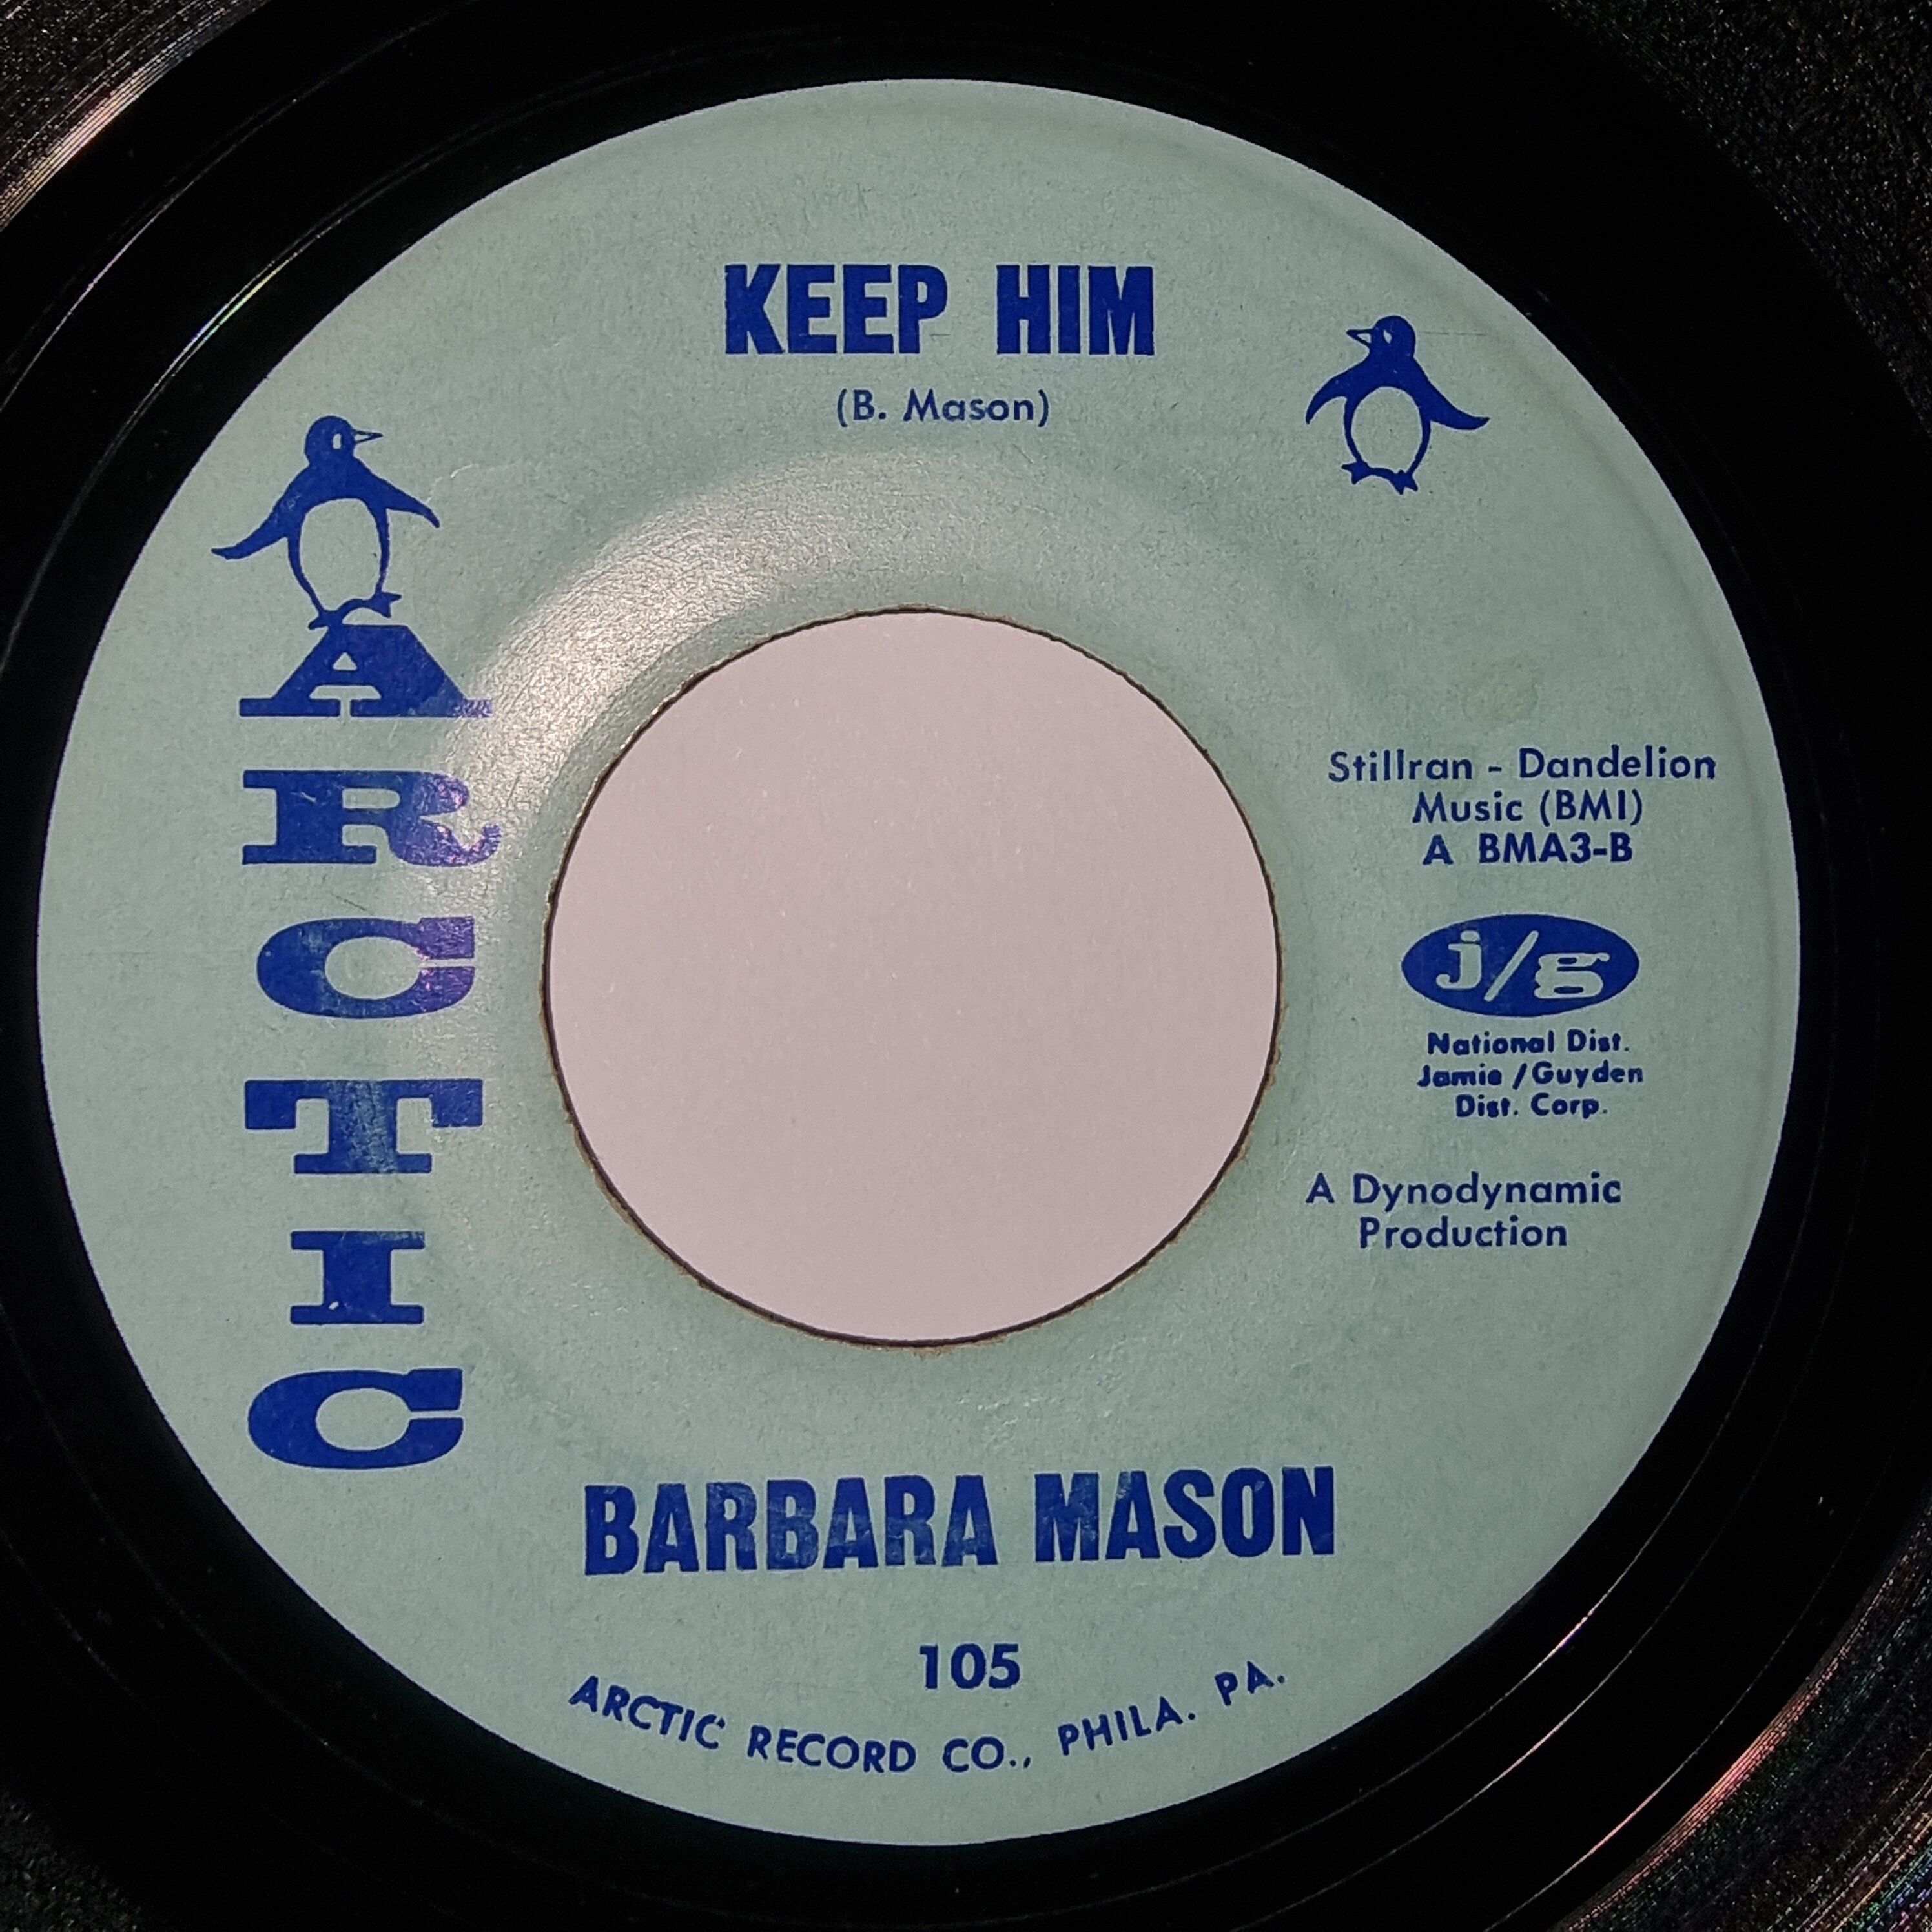 KEEP HIM
(B. Mason)
ARCTIC
Stillran - Dandelion
Music (BMI)
A BMA3-B
j/g
National Dist.
Jamie / Guyden
Dist. Corp.
A Dynodynamic
Production
BARBARA MASON
105
ARCTIC RECORD CO., PHILA. PA.